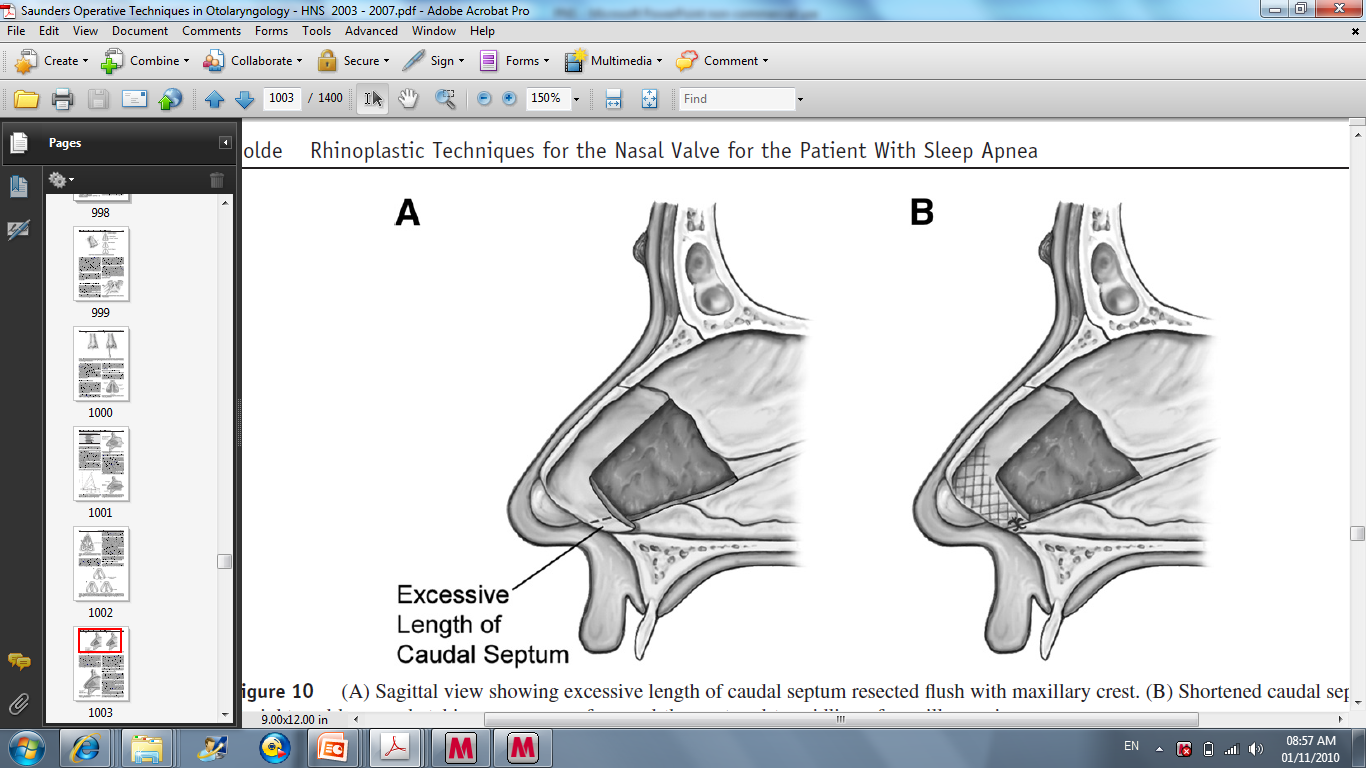 Saunders Operative Techniques in Otolaryngology - HNS 2003 - 2007.pdf - Adobe Acrobat Pro
File Edit View Document Comments Forms Tools Advanced Window Help
Create Combine Collaborate Secure Sign Forms Multimedia Comment
1003 / 1400 150% Find
Pages
998
999
1000
1001
1002
1003
olde Rhinoplastic Techniques for the Nasal Valve for the Patient With Sleep Apnea
A B
Excessive
Length of
Caudal Septum
igure 10 (A) Sagittal view showing excessive length of caudal septum resected flush with maxillary crest. (B) Shortened caudal sep
9.00x12.00 in
EN
08:57 AM
01/11/2010